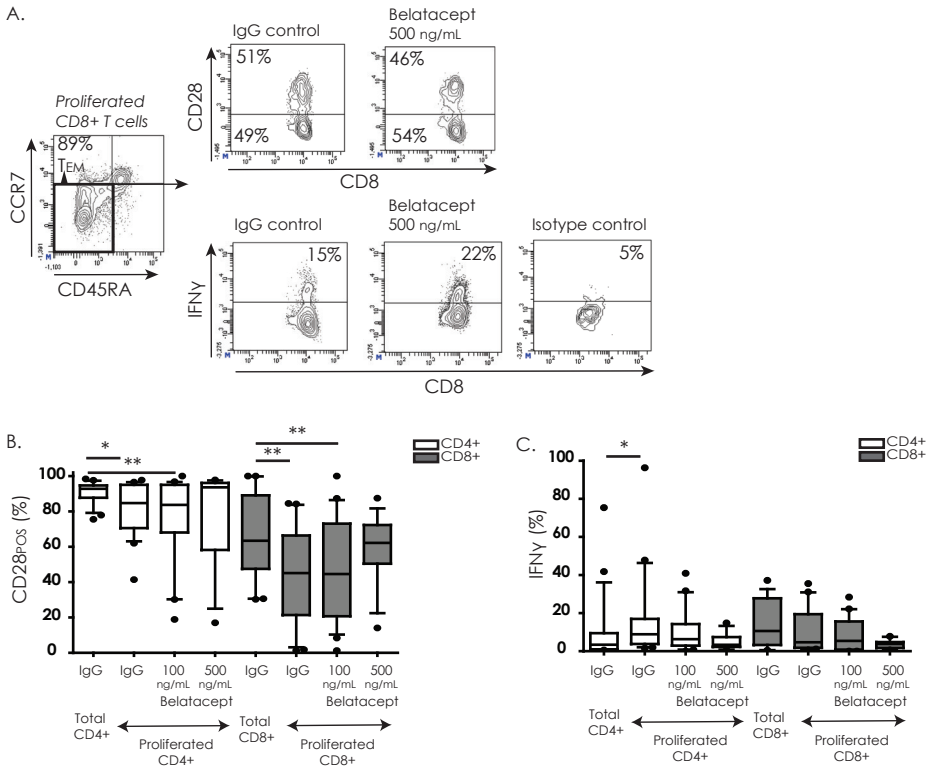 A.
IgG control
Belatacept
500 ng/mL
51%
49%
46%
54%
CD28
CD8
Proliferated
CD8+ T cells
89%
TEM
CCR7
CD45RA
IgG control
Belatacept
500 ng/mL
Isotype control
15%
22%
5%
IFNγ
CD8
B.
* ** ** **
CD4+
CD8+
CD28POS (%)
100
80
60
40
20
0
IgG IgG 100 ng/mL 500 ng/mL IgG IgG 100 ng/mL 500 ng/mL
Belatacept Belatacept
Total CD4+
Proliferated CD4+
Total CD8+
Proliferated CD8+
C.
*
CD4+
CD8+
IFNγ (%)
100
80
60
40
20
0
IgG IgG 100 ng/mL 500 ng/mL IgG IgG 100 ng/mL 500 ng/mL
Belatacept Belatacept
Total CD4+
Proliferated CD4+
Total CD8+
Proliferated CD8+